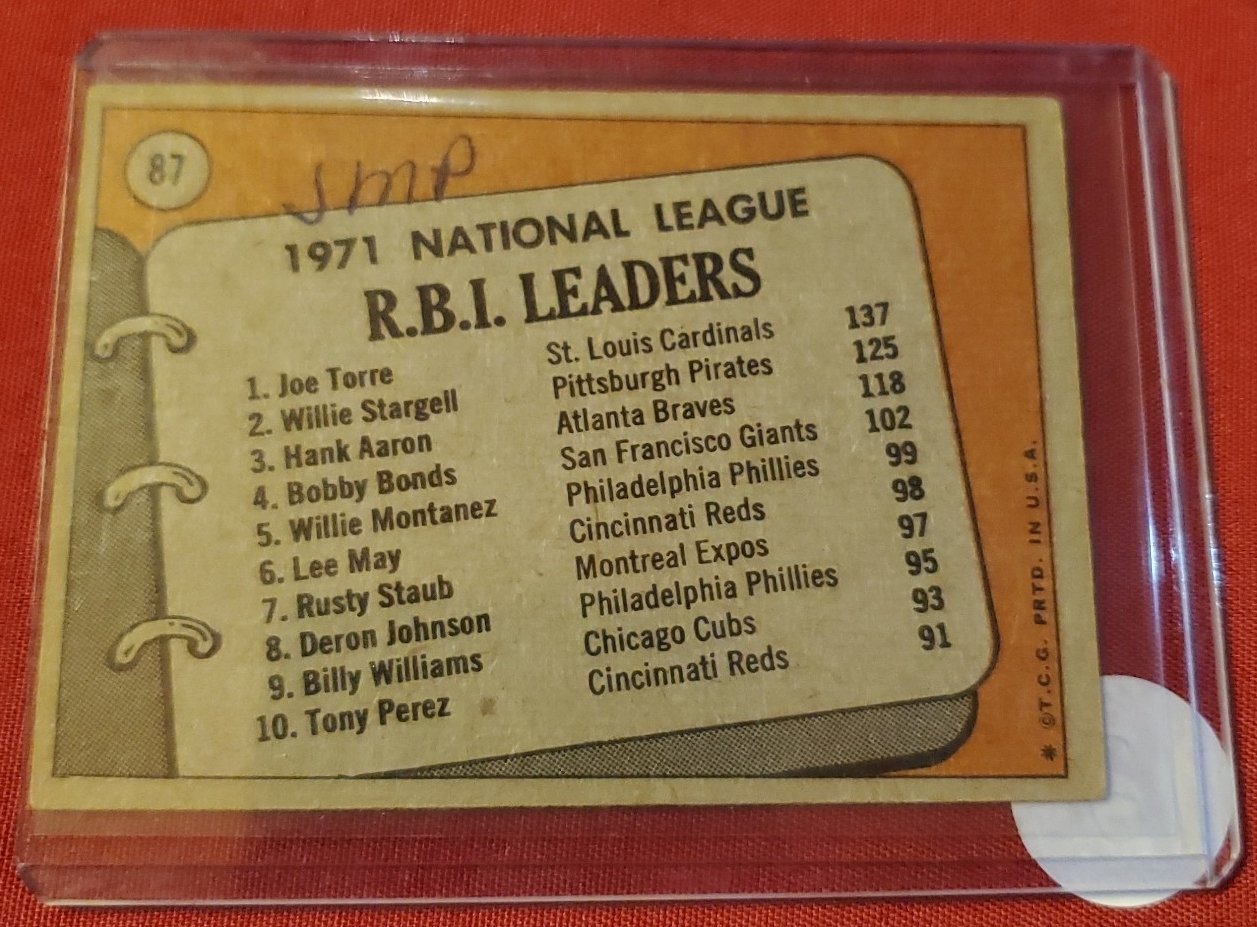 87
JMP
1971 NATIONAL LEAGUE
R.B.I. LEADERS
1. Joe Torre St. Louis Cardinals 137
2. Willie Stargell Pittsburgh Pirates 125
3. Hank Aaron Atlanta Braves 118
4. Bobby Bonds San Francisco Giants 102
5. Willie Montanez Philadelphia Phillies 99
6. Lee May Cincinnati Reds 98
7. Rusty Staub Montreal Expos 97
8. Deron Johnson Philadelphia Phillies 95
9. Billy Williams Chicago Cubs 93
10. Tony Perez Cincinnati Reds 91
* ©T.C.G. PRTD. IN U.S.A.